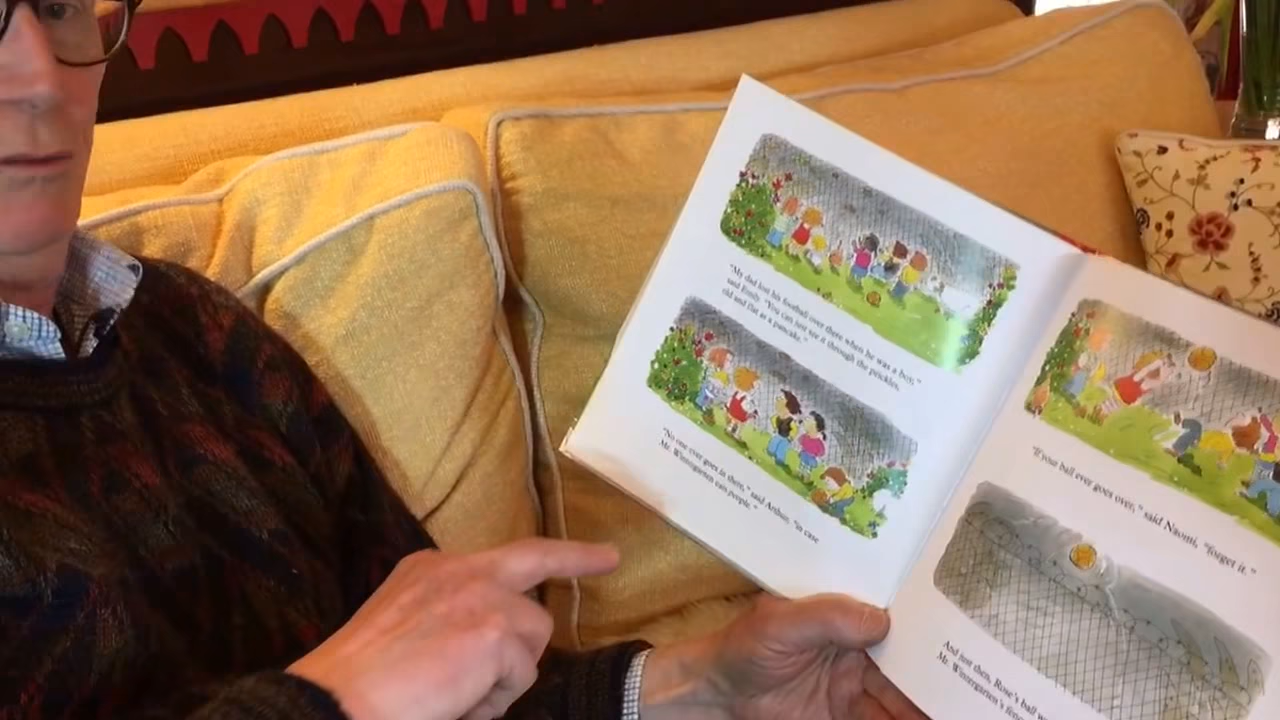 "My dad lost his football over there when he was a boy,"
said Emily. "You can just see it through the prickles,
old and flat as a pancake."
"No one ever goes in there," said Arthur, "in case
Mr. Wintergarten eats people."
"If your ball ever goes over," said Naomi, "forget it."
And just then, Rose's ball
Mr. Wintergarten's